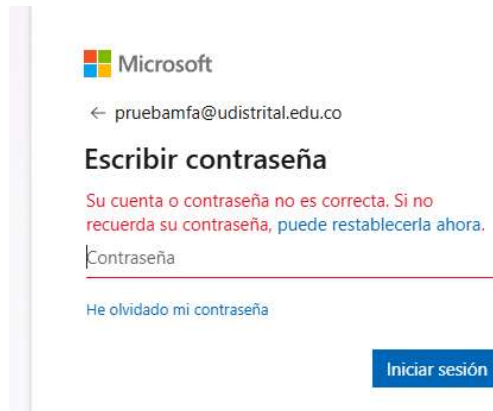 Microsoft
← pruebamfa@udistrital.edu.co
Escribir contraseña
Su cuenta o contraseña no es correcta. Si no
recuerda su contraseña, puede restablecerla ahora.
Contraseña
He olvidado mi contraseña
Iniciar sesión